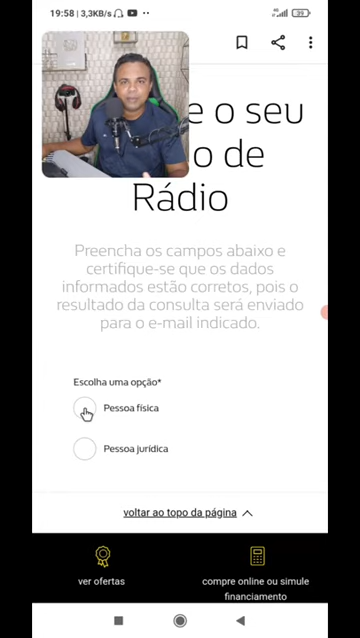 19:58 | 3,3KB/s
4G
39
e o seu
o de
Rádio
Preencha os campos abaixo e
certifique-se que os dados
informados estão corretos, pois o
resultado da consulta será enviado
para o e-mail indicado.
Escolha uma opção*
Pessoa física
Pessoa jurídica
voltar ao topo da página
ver ofertas
compre online ou simule
financiamento